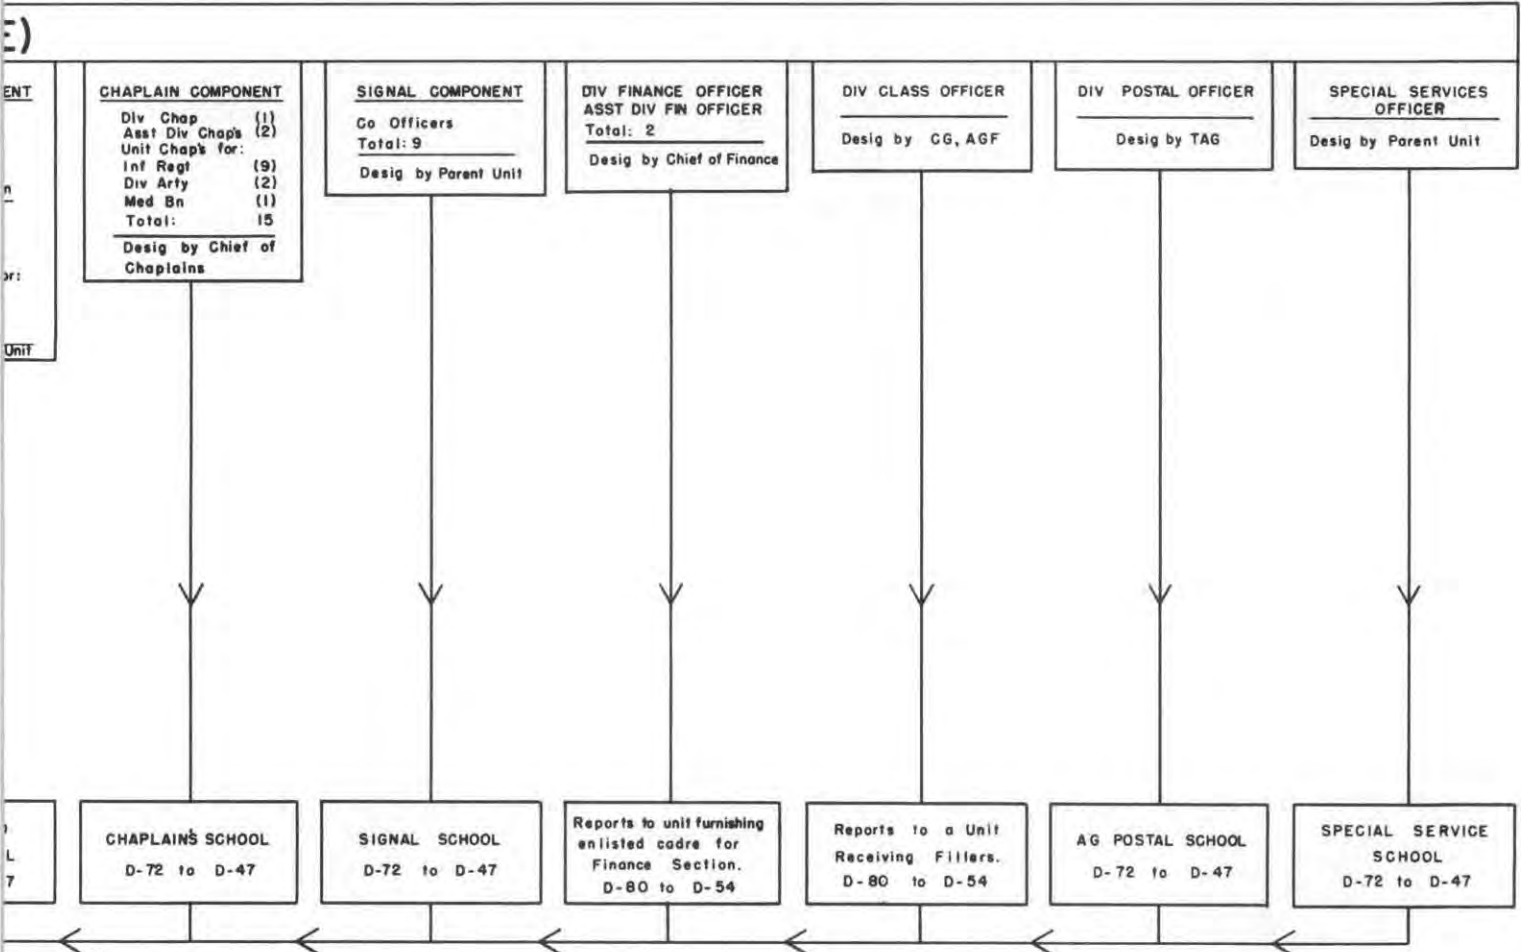 E)
ENT
n
or:
Unit
CHAPLAIN COMPONENT
Div Chap (1)
Asst Div Chap's (2)
Unit Chap's for:
Inf Regt (9)
Div Arty (2)
Med Bn (1)
Total: 15
Desig by Chief of
Chaplains
SIGNAL COMPONENT
Co Officers
Total: 9
Desig by Parent Unit
DIV FINANCE OFFICER
ASST DIV FIN OFFICER
Total: 2
Desig by Chief of Finance
DIV CLASS OFFICER
Desig by CG, AGF
DIV POSTAL OFFICER
Desig by TAG
SPECIAL SERVICES
OFFICER
Desig by Parent Unit
L
7
CHAPLAIN'S SCHOOL
D-72 to D-47
SIGNAL SCHOOL
D-72 to D-47
Reports to unit furnishing
enlisted cadre for
Finance Section.
D-80 to D-54
Reports to a Unit
Receiving Fillers.
D-80 to D-54
AG POSTAL SCHOOL
D-72 to D-47
SPECIAL SERVICE
SCHOOL
D-72 to D-47